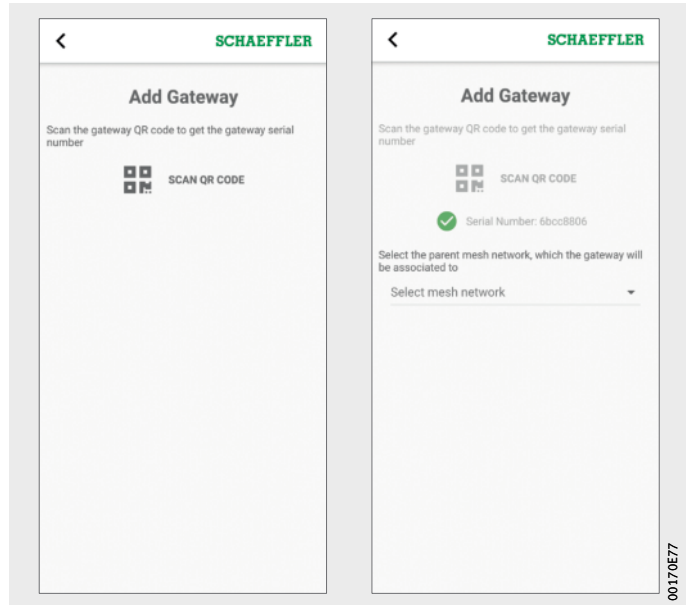 SCHAEFFLER
Add Gateway
Scan the gateway QR code to get the gateway serial
number
SCAN QR CODE
SCHAEFFLER
Add Gateway
Scan the gateway QR code to get the gateway serial
number
SCAN QR CODE
Serial Number: 6bcc8806
Select the parent mesh network, which the gateway will
be associated to
Select mesh network
00170E77